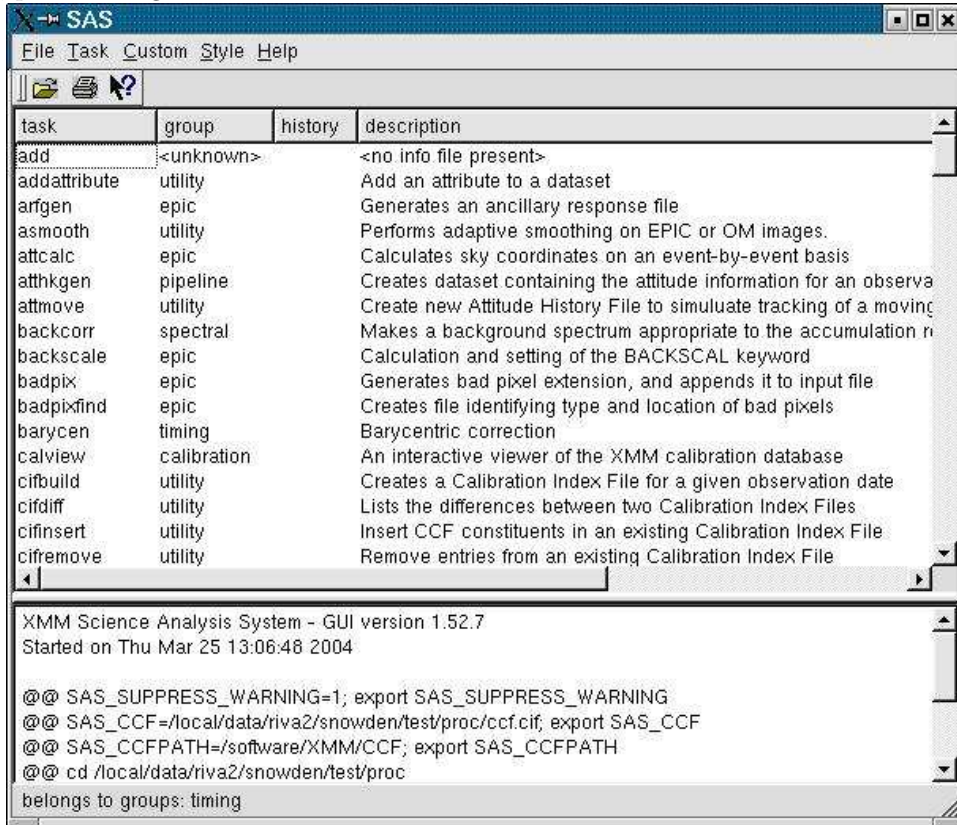 SAS
File Task Custom Style Help
task group history description
add <unknown> <no info file present>
addattribute utility Add an attribute to a dataset
arfgen epic Generates an ancillary response file
asmooth utility Performs adaptive smoothing on EPIC or OM images.
attcalc epic Calculates sky coordinates on an event-by-event basis
atthkgen pipeline Creates dataset containing the attitude information for an observa
attmove utility Create new Attitude History File to simuluate tracking of a moving
backcorr spectral Makes a background spectrum appropriate to the accumulation r
backscale epic Calculation and setting of the BACKSCAL keyword
badpix epic Generates bad pixel extension, and appends it to input file
badpixfind epic Creates file identifying type and location of bad pixels
barycen timing Barycentric correction
calview calibration An interactive viewer of the XMM calibration database
cifbuild utility Creates a Calibration Index File for a given observation date
cifdiff utility Lists the differences between two Calibration Index Files
cifinsert utility Insert CCF constituents in an existing Calibration Index File
cifremove utility Remove entries from an existing Calibration Index File
XMM Science Analysis System - GUI version 1.52.7
Started on Thu Mar 25 13:06:48 2004
@@ SAS_SUPPRESS_WARNING=1; export SAS_SUPPRESS_WARNING
@@ SAS_CCF=/local/data/riva2/snowden/test/proc/ccf.cif; export SAS_CCF
@@ SAS_CCFPATH=/software/XMM/CCF; export SAS_CCFPATH
@@ cd /local/data/riva2/snowden/test/proc
belongs to groups: timing